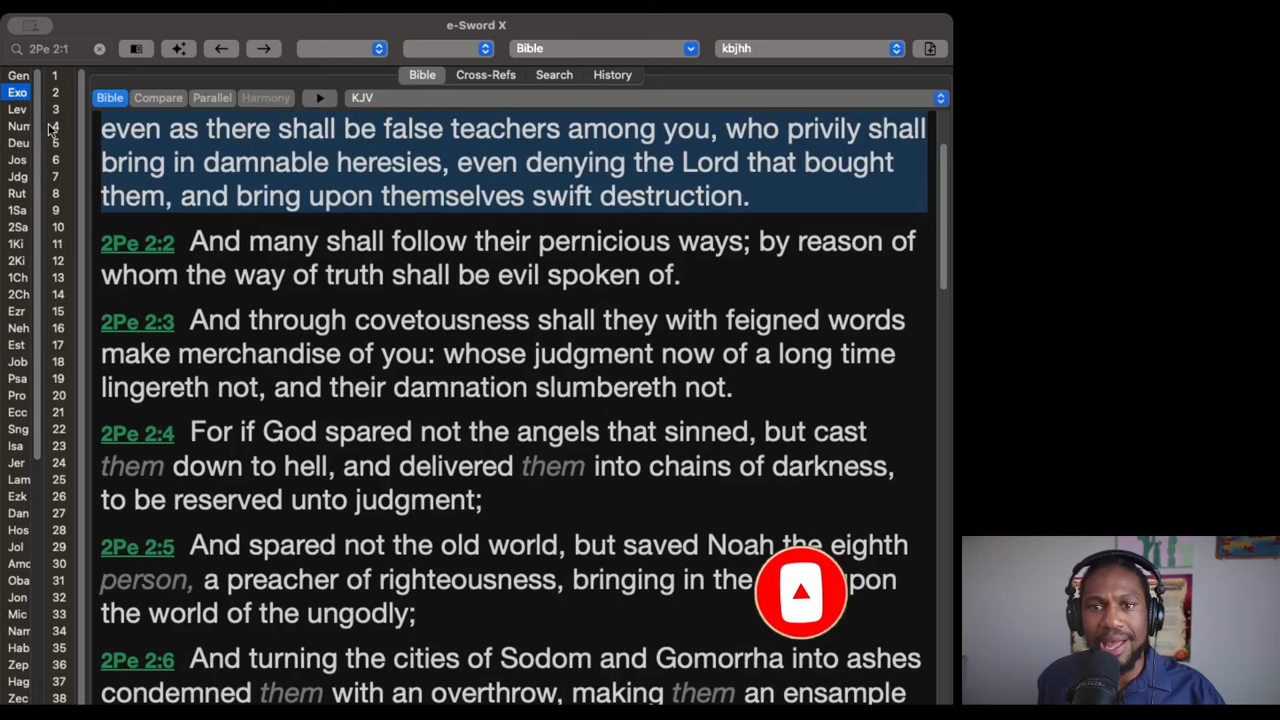 e-Sword X
2Pe 2:1
Bible
kbjhh
Bible Cross-Refs Search History
Bible Compare Parallel Harmony
KJV
Gen 1
Exo 2
Lev 3
Num 4
Deu 5
Jos 6
Jdg 7
Rut 8
1Sa 9
2Sa 10
1Ki 11
2Ki 12
1Ch 13
2Ch 14
Ezr 15
Neh 16
Est 17
Job 18
Psa 19
Pro 20
Ecc 21
Sng 22
Isa 23
Jer 24
Lam 25
Ezk 26
Dan 27
Hos 28
Jol 29
Amo 30
Oba 31
Jon 32
Mic 33
Nam 34
Hab 35
Zep 36
Hag 37
Zec 38
even as there shall be false teachers among you, who privily shall
bring in damnable heresies, even denying the Lord that bought
them, and bring upon themselves swift destruction.
2Pe 2:2 And many shall follow their pernicious ways; by reason of
whom the way of truth shall be evil spoken of.
2Pe 2:3 And through covetousness shall they with feigned words
make merchandise of you: whose judgment now of a long time
lingereth not, and their damnation slumbereth not.
2Pe 2:4 For if God spared not the angels that sinned, but cast
them down to hell, and delivered them into chains of darkness,
to be reserved unto judgment;
2Pe 2:5 And spared not the old world, but saved Noah the eighth
person, a preacher of righteousness, bringing in the upon
the world of the ungodly;
2Pe 2:6 And turning the cities of Sodom and Gomorrha into ashes
condemned them with an overthrow, making them an ensample